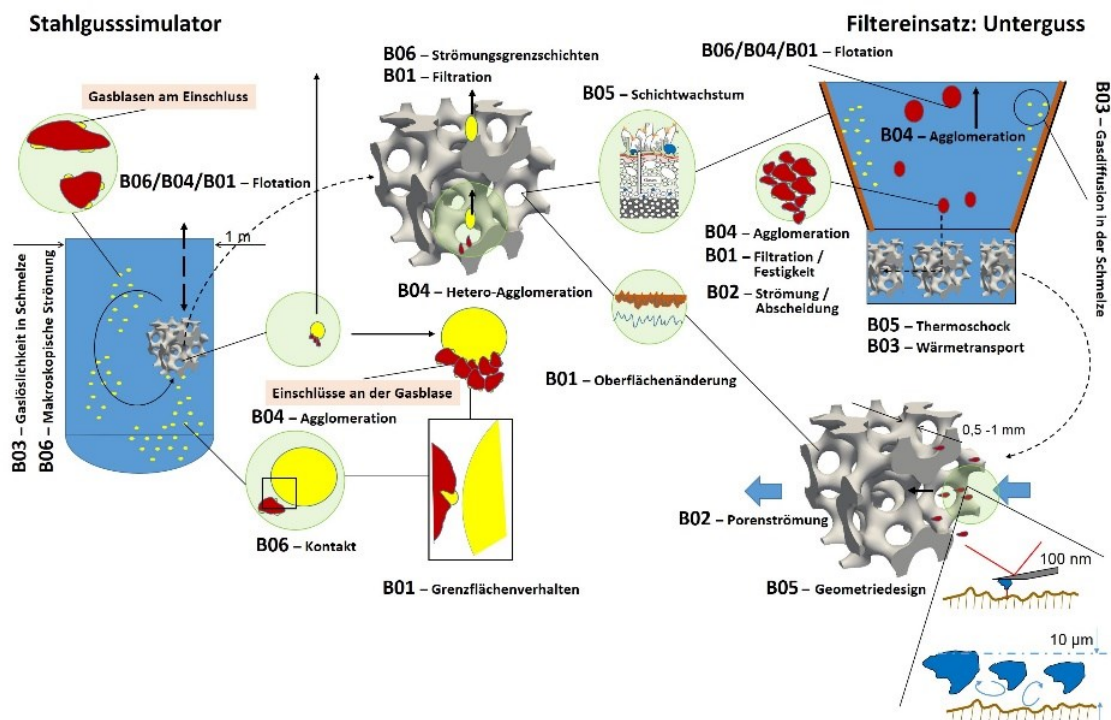 Stahlgusssimulator
Filtereinsatz: Unterguss
B06 – Strömungsgrenzschichten
B01 – Filtration
B06/B04/B01 – Flotation
Gasblasen am Einschluss
B05 – Schichtwachstum
B04 – Agglomeration
B03 – Gasdiffusion in der Schmelze
B06/B04/B01 – Flotation
1 m
B03 – Gaslöslichkeit in Schmelze
B06 – Makroskopische Strömung
B04 – Agglomeration
B01 – Filtration /
Festigkeit
B02 – Strömung /
Abscheidung
B04 – Hetero-Agglomeration
B05 – Thermoschock
B03 – Wärmetransport
B01 – Oberflächenänderung
Einschlüsse an der Gasblase
B04 – Agglomeration
0,5 -1 mm
B02 – Porenströmung
B06 – Kontakt
100 nm
B01 – Grenzflächenverhalten
B05 – Geometriedesign
10 µm